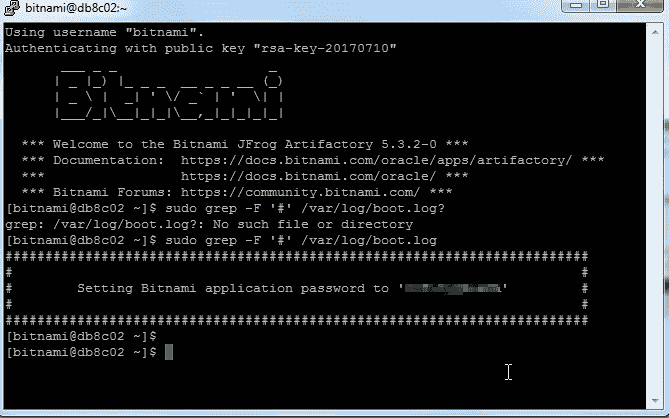 bitnami@db8c02:~
Using username "bitnami".
Authenticating with public key "rsa-key-20170710"
Bitnami
*** Welcome to the Bitnami JFrog Artifactory 5.3.2-0 ***
*** Documentation:  https://docs.bitnami.com/oracle/apps/artifactory/ ***
***                 https://docs.bitnami.com/oracle/ ***
*** Bitnami Forums: https://community.bitnami.com/ ***
[bitnami@db8c02 ~]$ sudo grep -F '#' /var/log/boot.log?
grep: /var/log/boot.log?: No such file or directory
[bitnami@db8c02 ~]$ sudo grep -F '#' /var/log/boot.log
########################################################################
#                                                                      #
#        Setting Bitnami application password to ''         #
#                                                                      #
########################################################################
[bitnami@db8c02 ~]$
[bitnami@db8c02 ~]$